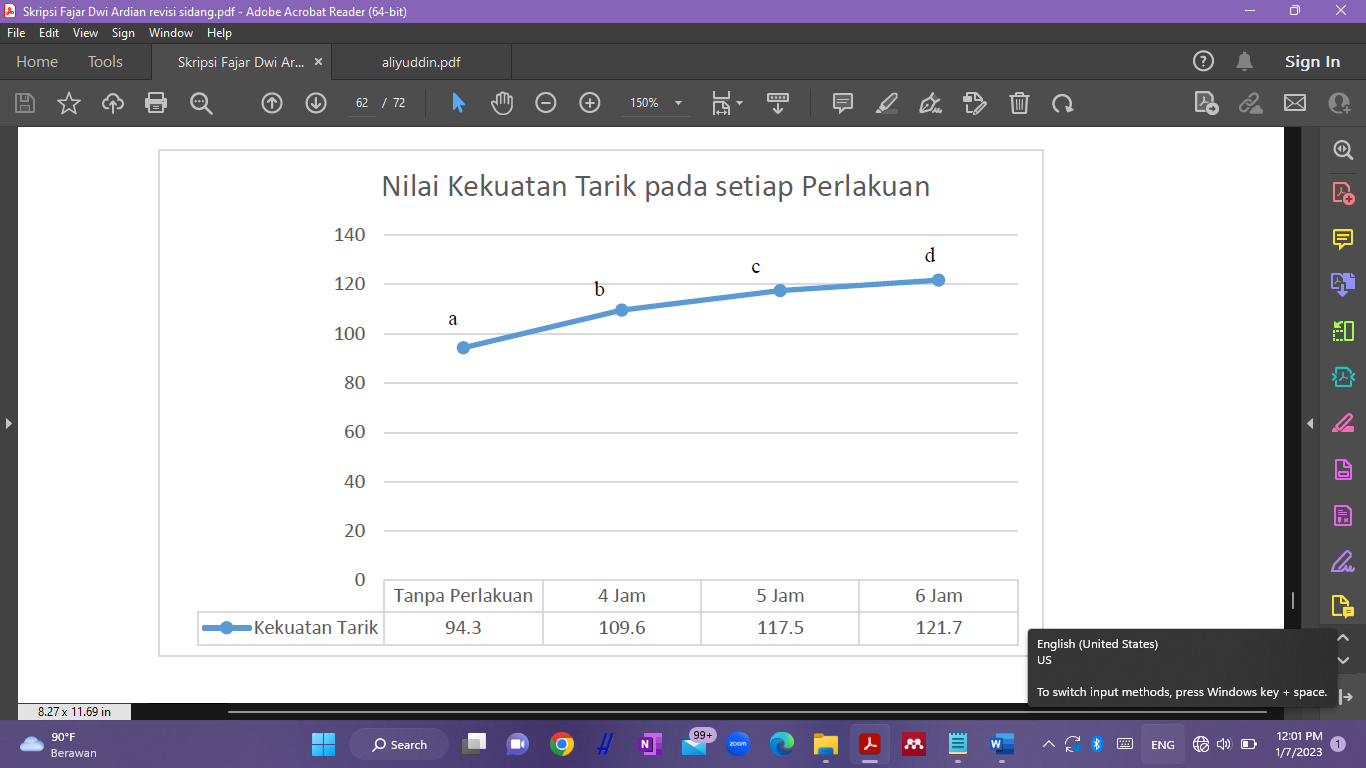 Skripsi Fajar Dwi Ardian revisi sidang.pdf - Adobe Acrobat Reader (64-bit)
File Edit View Sign Window Help
Home Tools Skripsi Fajar Dwi Ar... × aliyuddin.pdf Sign In
62 / 72 150%
Nilai Kekuatan Tarik pada setiap Perlakuan
140
120
100
80
60
40
20
0
a
b
c
d
Tanpa Perlakuan 4 Jam 5 Jam 6 Jam
Kekuatan Tarik 94.3 109.6 117.5 121.7
English (United States)
US
To switch input methods, press Windows key + space.
8.27 x 11.69 in
90°F
Berawan
Search
99+
zoom
ENG
12:01 PM
1/7/2023
1